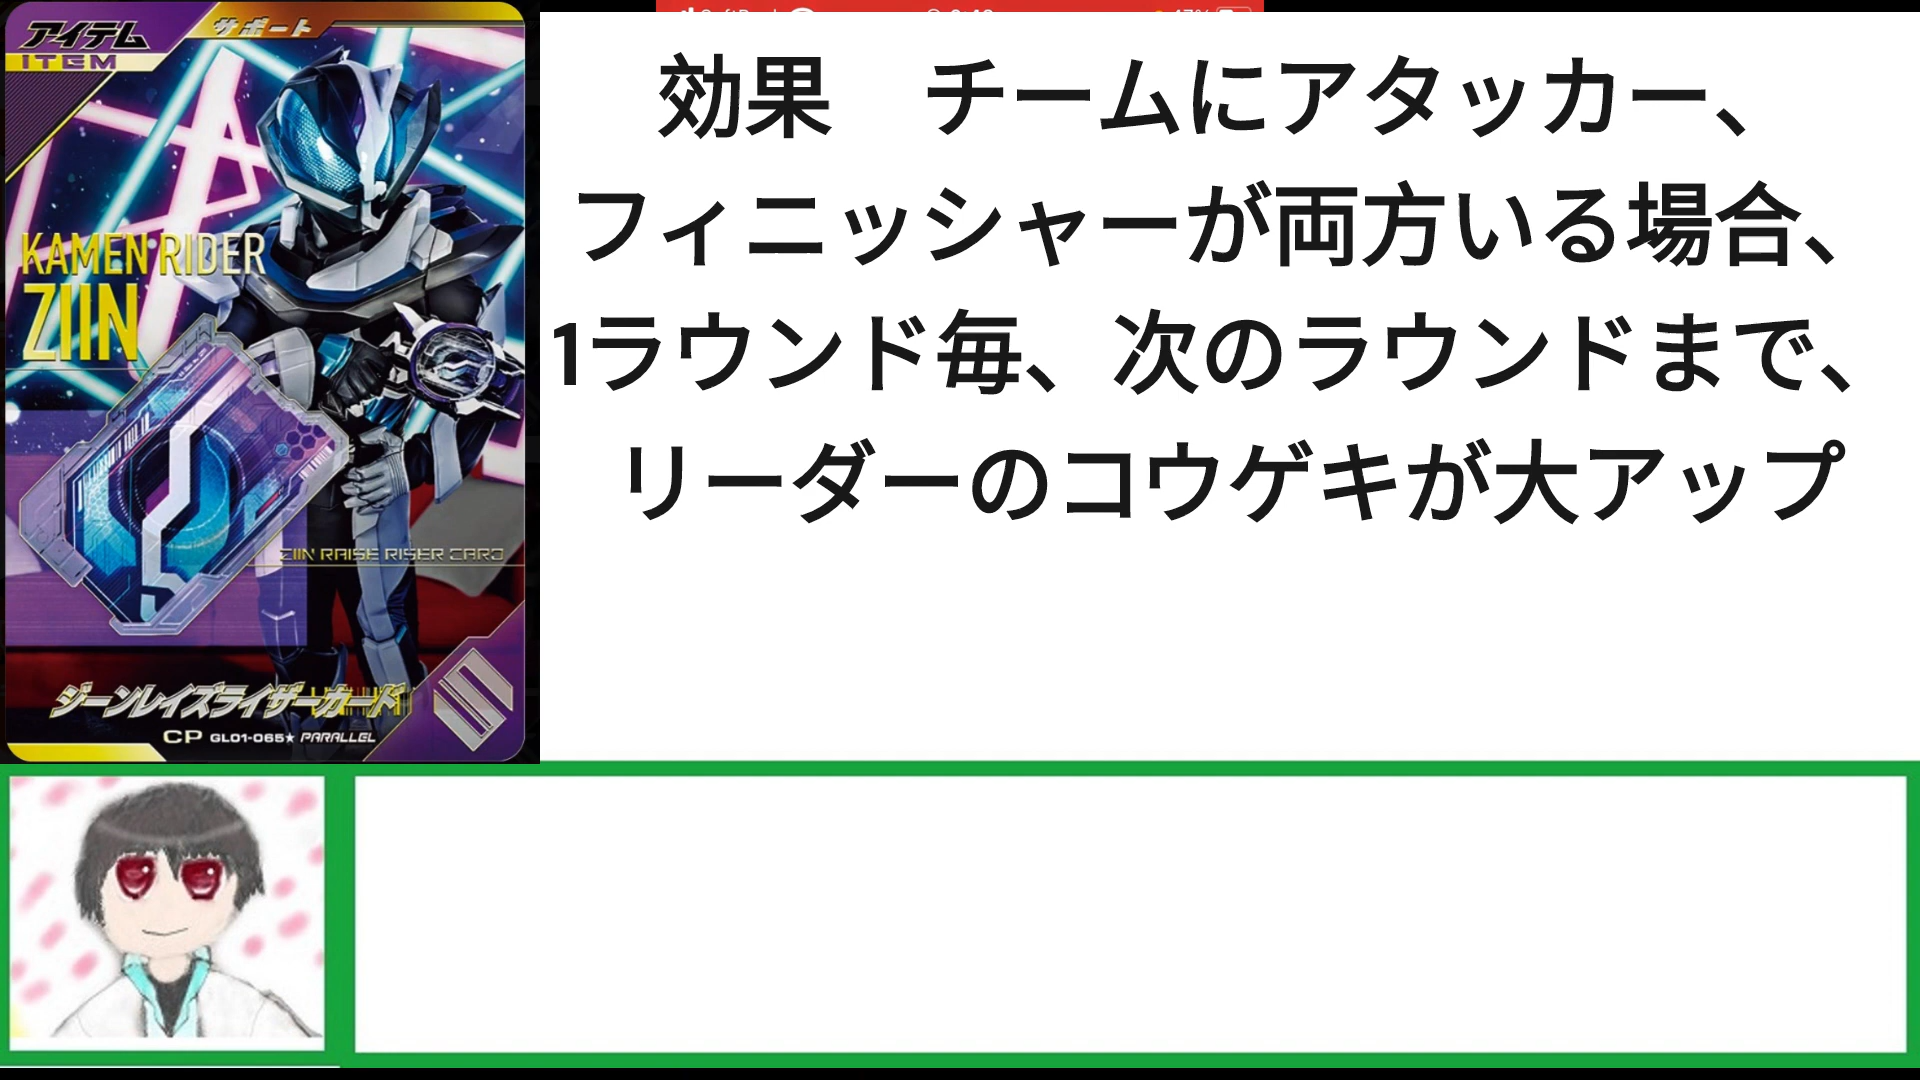 アイテム
ITEM
サポート
KAMEN RIDER
ZIIN
ZIIN RAISE RISER CARD
ジーンレイズライザーカード
CP GL01-065★ PARALLEL
効果　チームにアタッカー、
フィニッシャーが両方いる場合、
1ラウンド毎、次のラウンドまで、
リーダーのコウゲキが大アップ